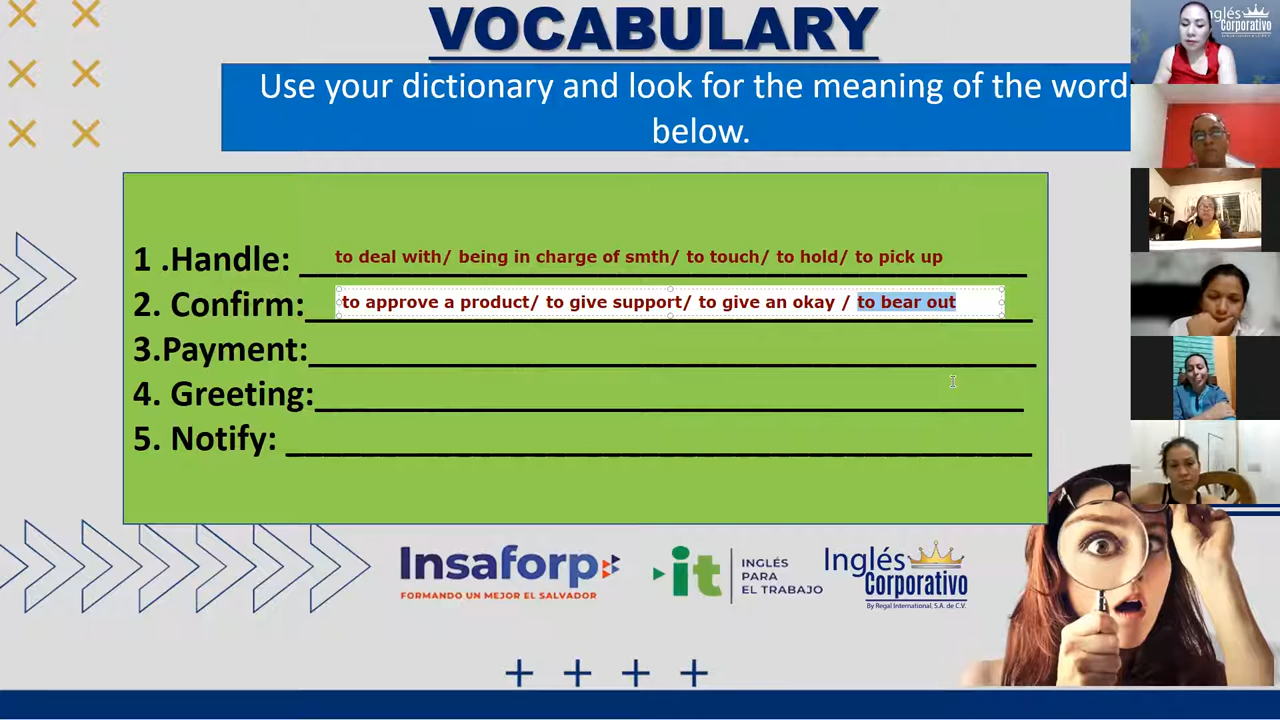 VOCABULARY
Use your dictionary and look for the meaning of the word
below.
1 .Handle: to deal with/ being in charge of smth/ to touch/ to hold/ to pick up
2. Confirm: to approve a product/ to give support/ to give an okay / to bear out
3.Payment:
4. Greeting:
5. Notify:
Insaforp
FORMANDO UN MEJOR EL SALVADOR
it
INGLÉS
PARA
EL TRABAJO
Inglés
Corporativo
By Regal International, S.A. de C.V.
nglés
Corporativo